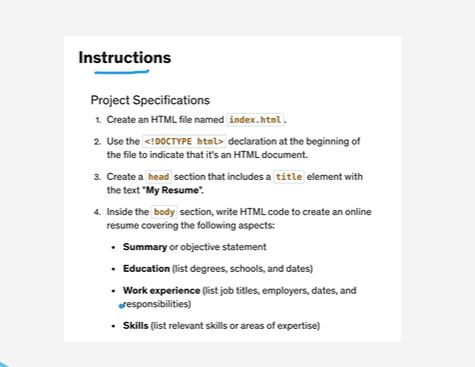 Instructions
Project Specifications
1. Create an HTML file named index.html.
2. Use the <!DOCTYPE html> declaration at the beginning of
the file to indicate that it's an HTML document.
3. Create a head section that includes a title element with
the text "My Resume".
4. Inside the body section, write HTML code to create an online
resume covering the following aspects:
• Summary or objective statement
• Education (list degrees, schools, and dates)
• Work experience (list job titles, employers, dates, and
responsibilities)
• Skills (list relevant skills or areas of expertise)